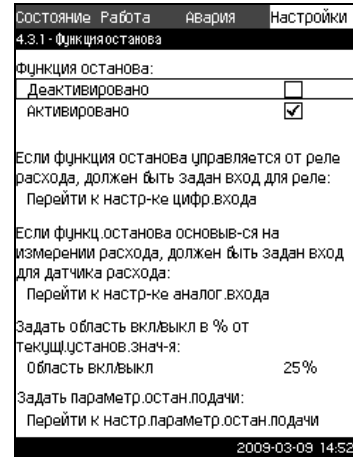 Состояние Работа Авария Настройки
4.3.1 - Функция останова
Функция останова:
Деактивировано
Активировано
Если функция останова управляется от реле
расхода, должен быть задан вход для реле:
Перейти к настр-ке цифр.входа
Если функц.останова основыв-ся на
измерении расхода, должен быть задан вход
для датчика расхода:
Перейти к настр-ке аналог.входа
Задать область вкл/выкл в % от
текущ.установ.знач-я:
Область вкл/выкл 25%
Задать параметр.остан.подачи:
Перейти к настр.параметр.остан.подачи
2009-03-09 14:52